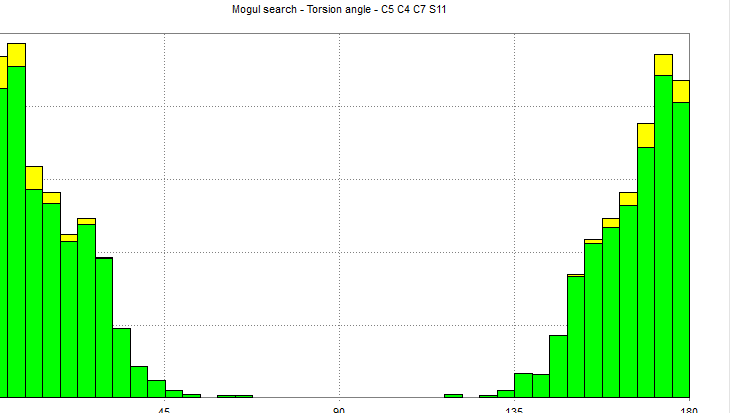 Mogul search - Torsion angle - C5 C4 C7 S11
45 90 135 180